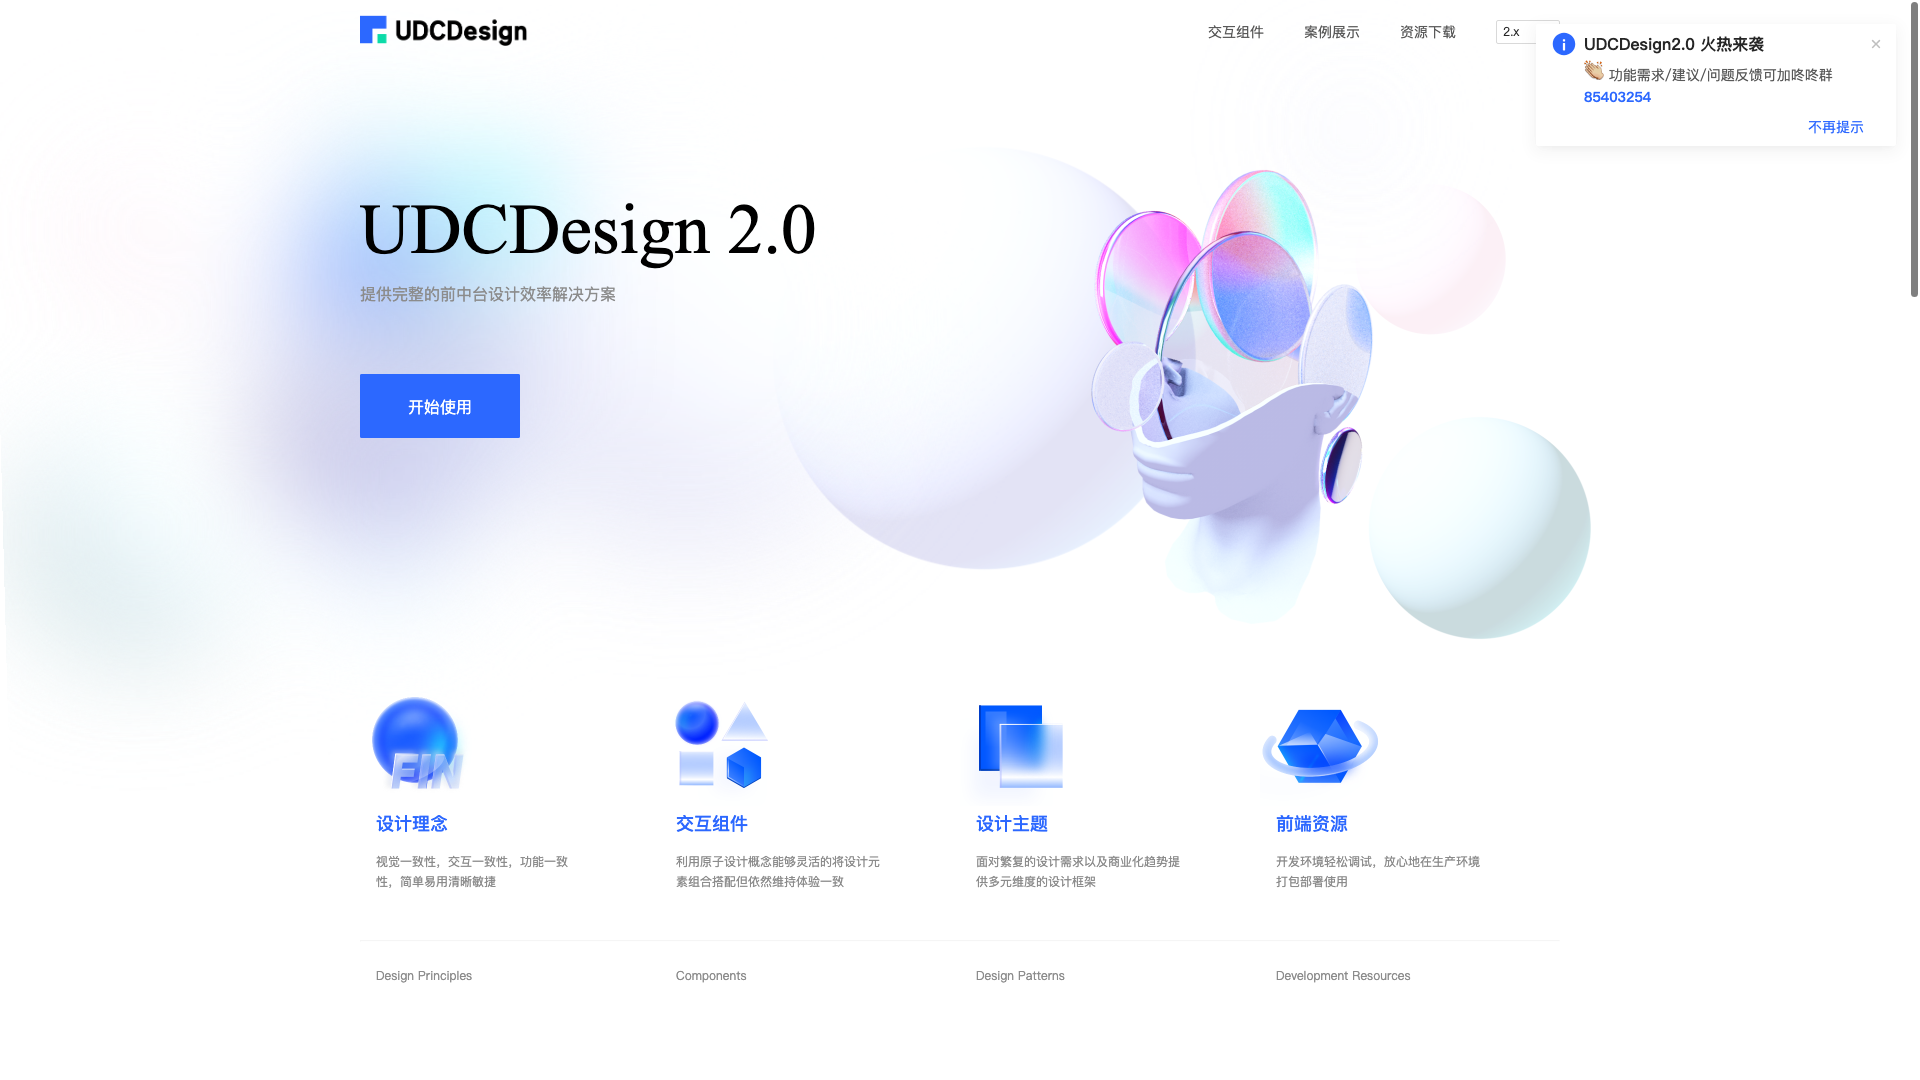 UDCDesign
交互组件
案例展示
资源下载
2.x
UDCDesign2.0 火热来袭
功能需求/建议/问题反馈可加咚咚群
85403254
不再提示
UDCDesign 2.0
提供完整的前中台设计效率解决方案
开始使用
FIN
设计理念
视觉一致性，交互一致性，功能一致
性，简单易用清晰敏捷
交互组件
利用原子设计概念能够灵活的将设计元
素组合搭配但依然维持体验一致
设计主题
面对繁复的设计需求以及商业化趋势提
供多元维度的设计框架
前端资源
开发环境轻松调试，放心地在生产环境
打包部署使用
Design Principles
Components
Design Patterns
Development Resources